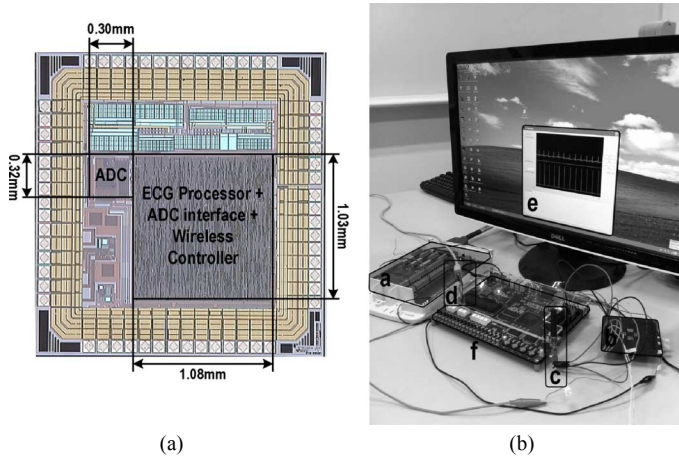 0.30mm
0.32mm
ADC
ECG Processor +
ADC interface +
Wireless
Controller
1.03mm
1.08mm
(a)
a
b
c
d
e
f
DELL
(b)